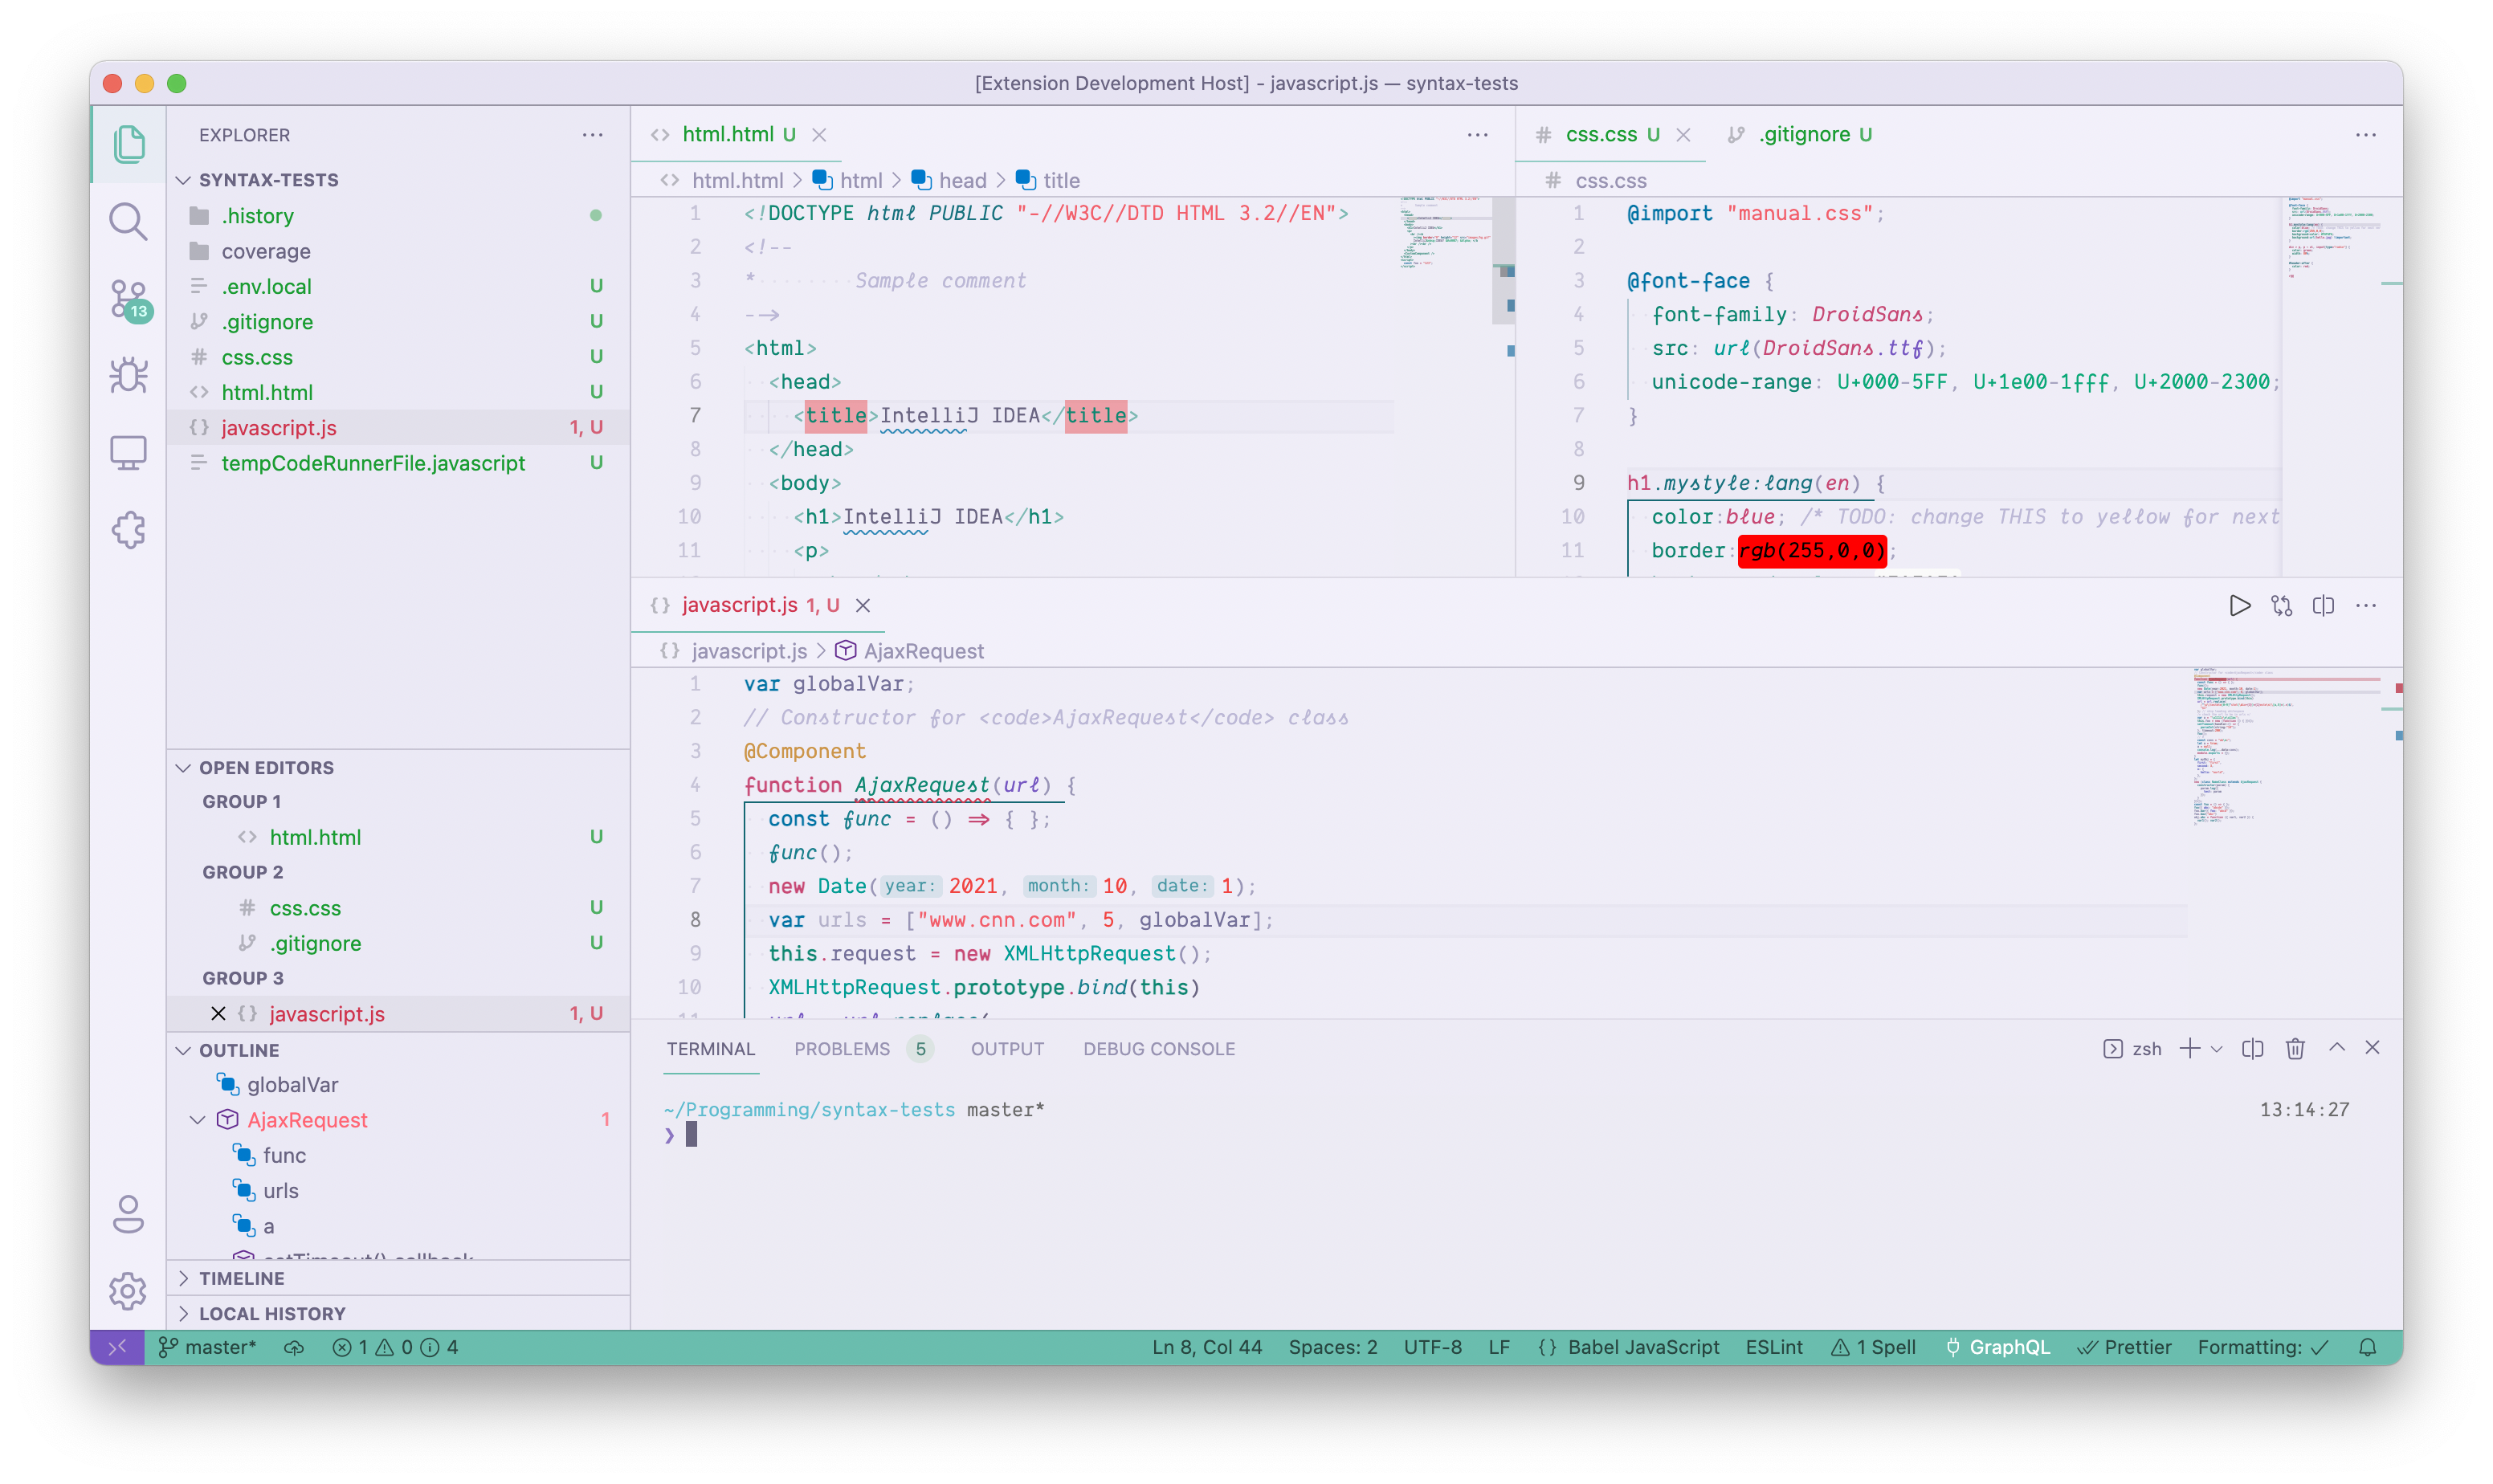 [Extension Development Host] - javascript.js — syntax-tests
EXPLORER
SYNTAX-TESTS
.history
coverage
.env.local U
.gitignore U
css.css U
html.html U
javascript.js 1, U
tempCodeRunnerFile.javascript U
13
OPEN EDITORS
GROUP 1
html.html U
GROUP 2
css.css U
.gitignore U
GROUP 3
javascript.js 1, U
OUTLINE
globalVar
AjaxRequest 1
func
urls
a
setTimeout() callback
TIMELINE
LOCAL HISTORY
html.html U
html.html > html > head > title
1 <!DOCTYPE html PUBLIC "-//W3C//DTD HTML 3.2//EN">
2 <!--
3 * Sample comment
4 -->
5 <html>
6 <head>
7 <title>IntelliJ IDEA</title>
8 </head>
9 <body>
10 <h1>IntelliJ IDEA</h1>
11 <p>
# css.css U .gitignore U
# css.css
1 @import "manual.css";
2
3 @font-face {
4 font-family: DroidSans;
5 src: url(DroidSans.ttf);
6 unicode-range: U+000-5FF, U+1e00-1fff, U+2000-2300;
7 }
8
9 h1.mystyle:lang(en) {
10 color:blue; /* TODO: change THIS to yellow for next
11 border:rgb(255,0,0);
{} javascript.js 1, U
{} javascript.js > AjaxRequest
1 var globalVar;
2 // Constructor for <code>AjaxRequest</code> class
3 @Component
4 function AjaxRequest(url) {
5 const func = () => { };
6 func();
7 new Date(year: 2021, month: 10, date: 1);
8 var urls = ["www.cnn.com", 5, globalVar];
9 this.request = new XMLHttpRequest();
10 XMLHttpRequest.prototype.bind(this)
11 url = url.replace(
TERMINAL PROBLEMS 5 OUTPUT DEBUG CONSOLE zsh
~/Programming/syntax-tests master* 13:14:27
❯
master* 1 0 4 Ln 8, Col 44 Spaces: 2 UTF-8 LF {} Babel JavaScript ESLint 1 Spell GraphQL Prettier Formatting: ✓